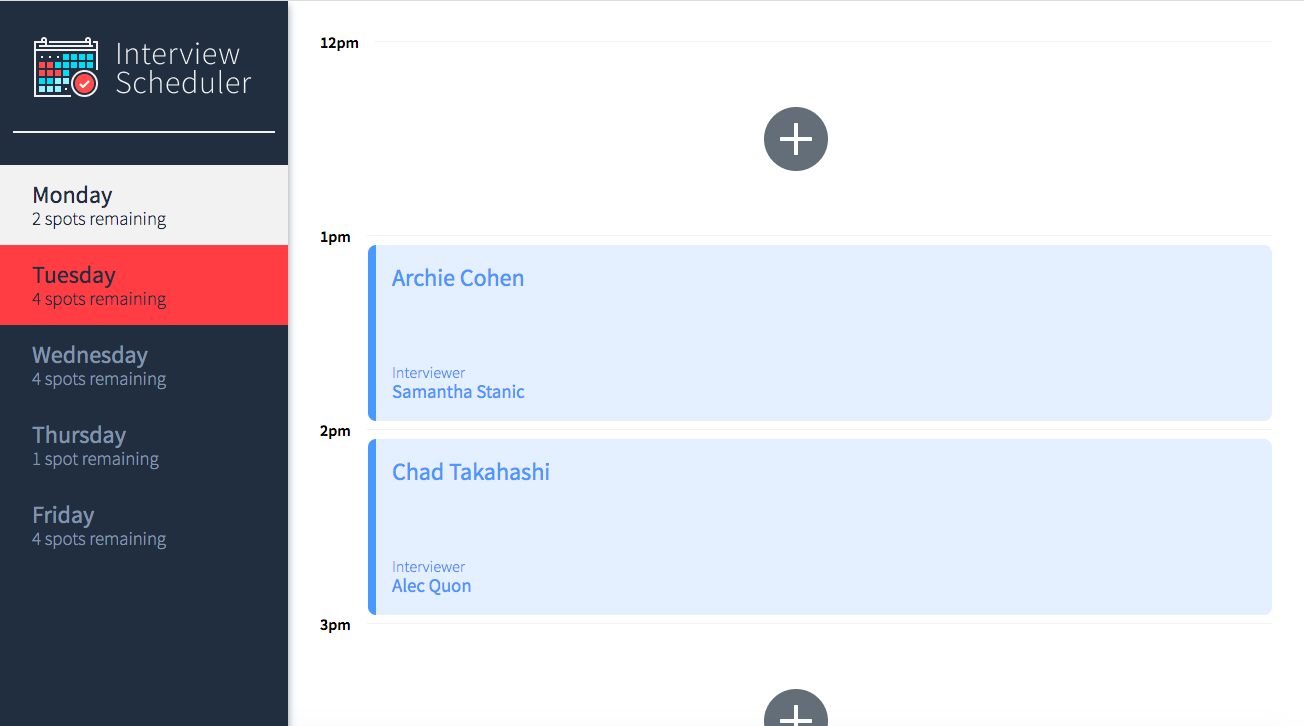 Interview
Scheduler
Monday
2 spots remaining
Tuesday
4 spots remaining
Wednesday
4 spots remaining
Thursday
1 spot remaining
Friday
4 spots remaining
12pm
1pm
Archie Cohen
Interviewer
Samantha Stanic
2pm
Chad Takahashi
Interviewer
Alec Quon
3pm